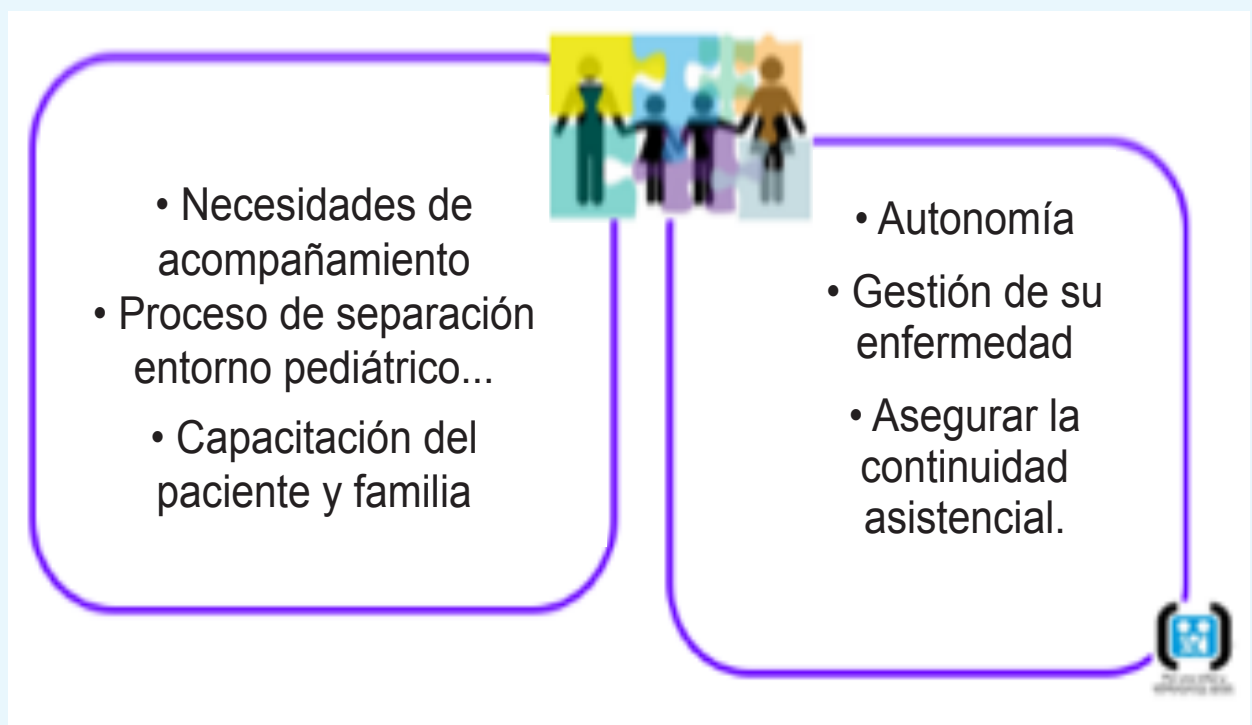 • Necesidades de
acompañamiento
• Proceso de separación
entorno pediátrico...
• Capacitación del
paciente y familia
• Autonomía
• Gestión de su
enfermedad
• Asegurar la
continuidad
asistencial.